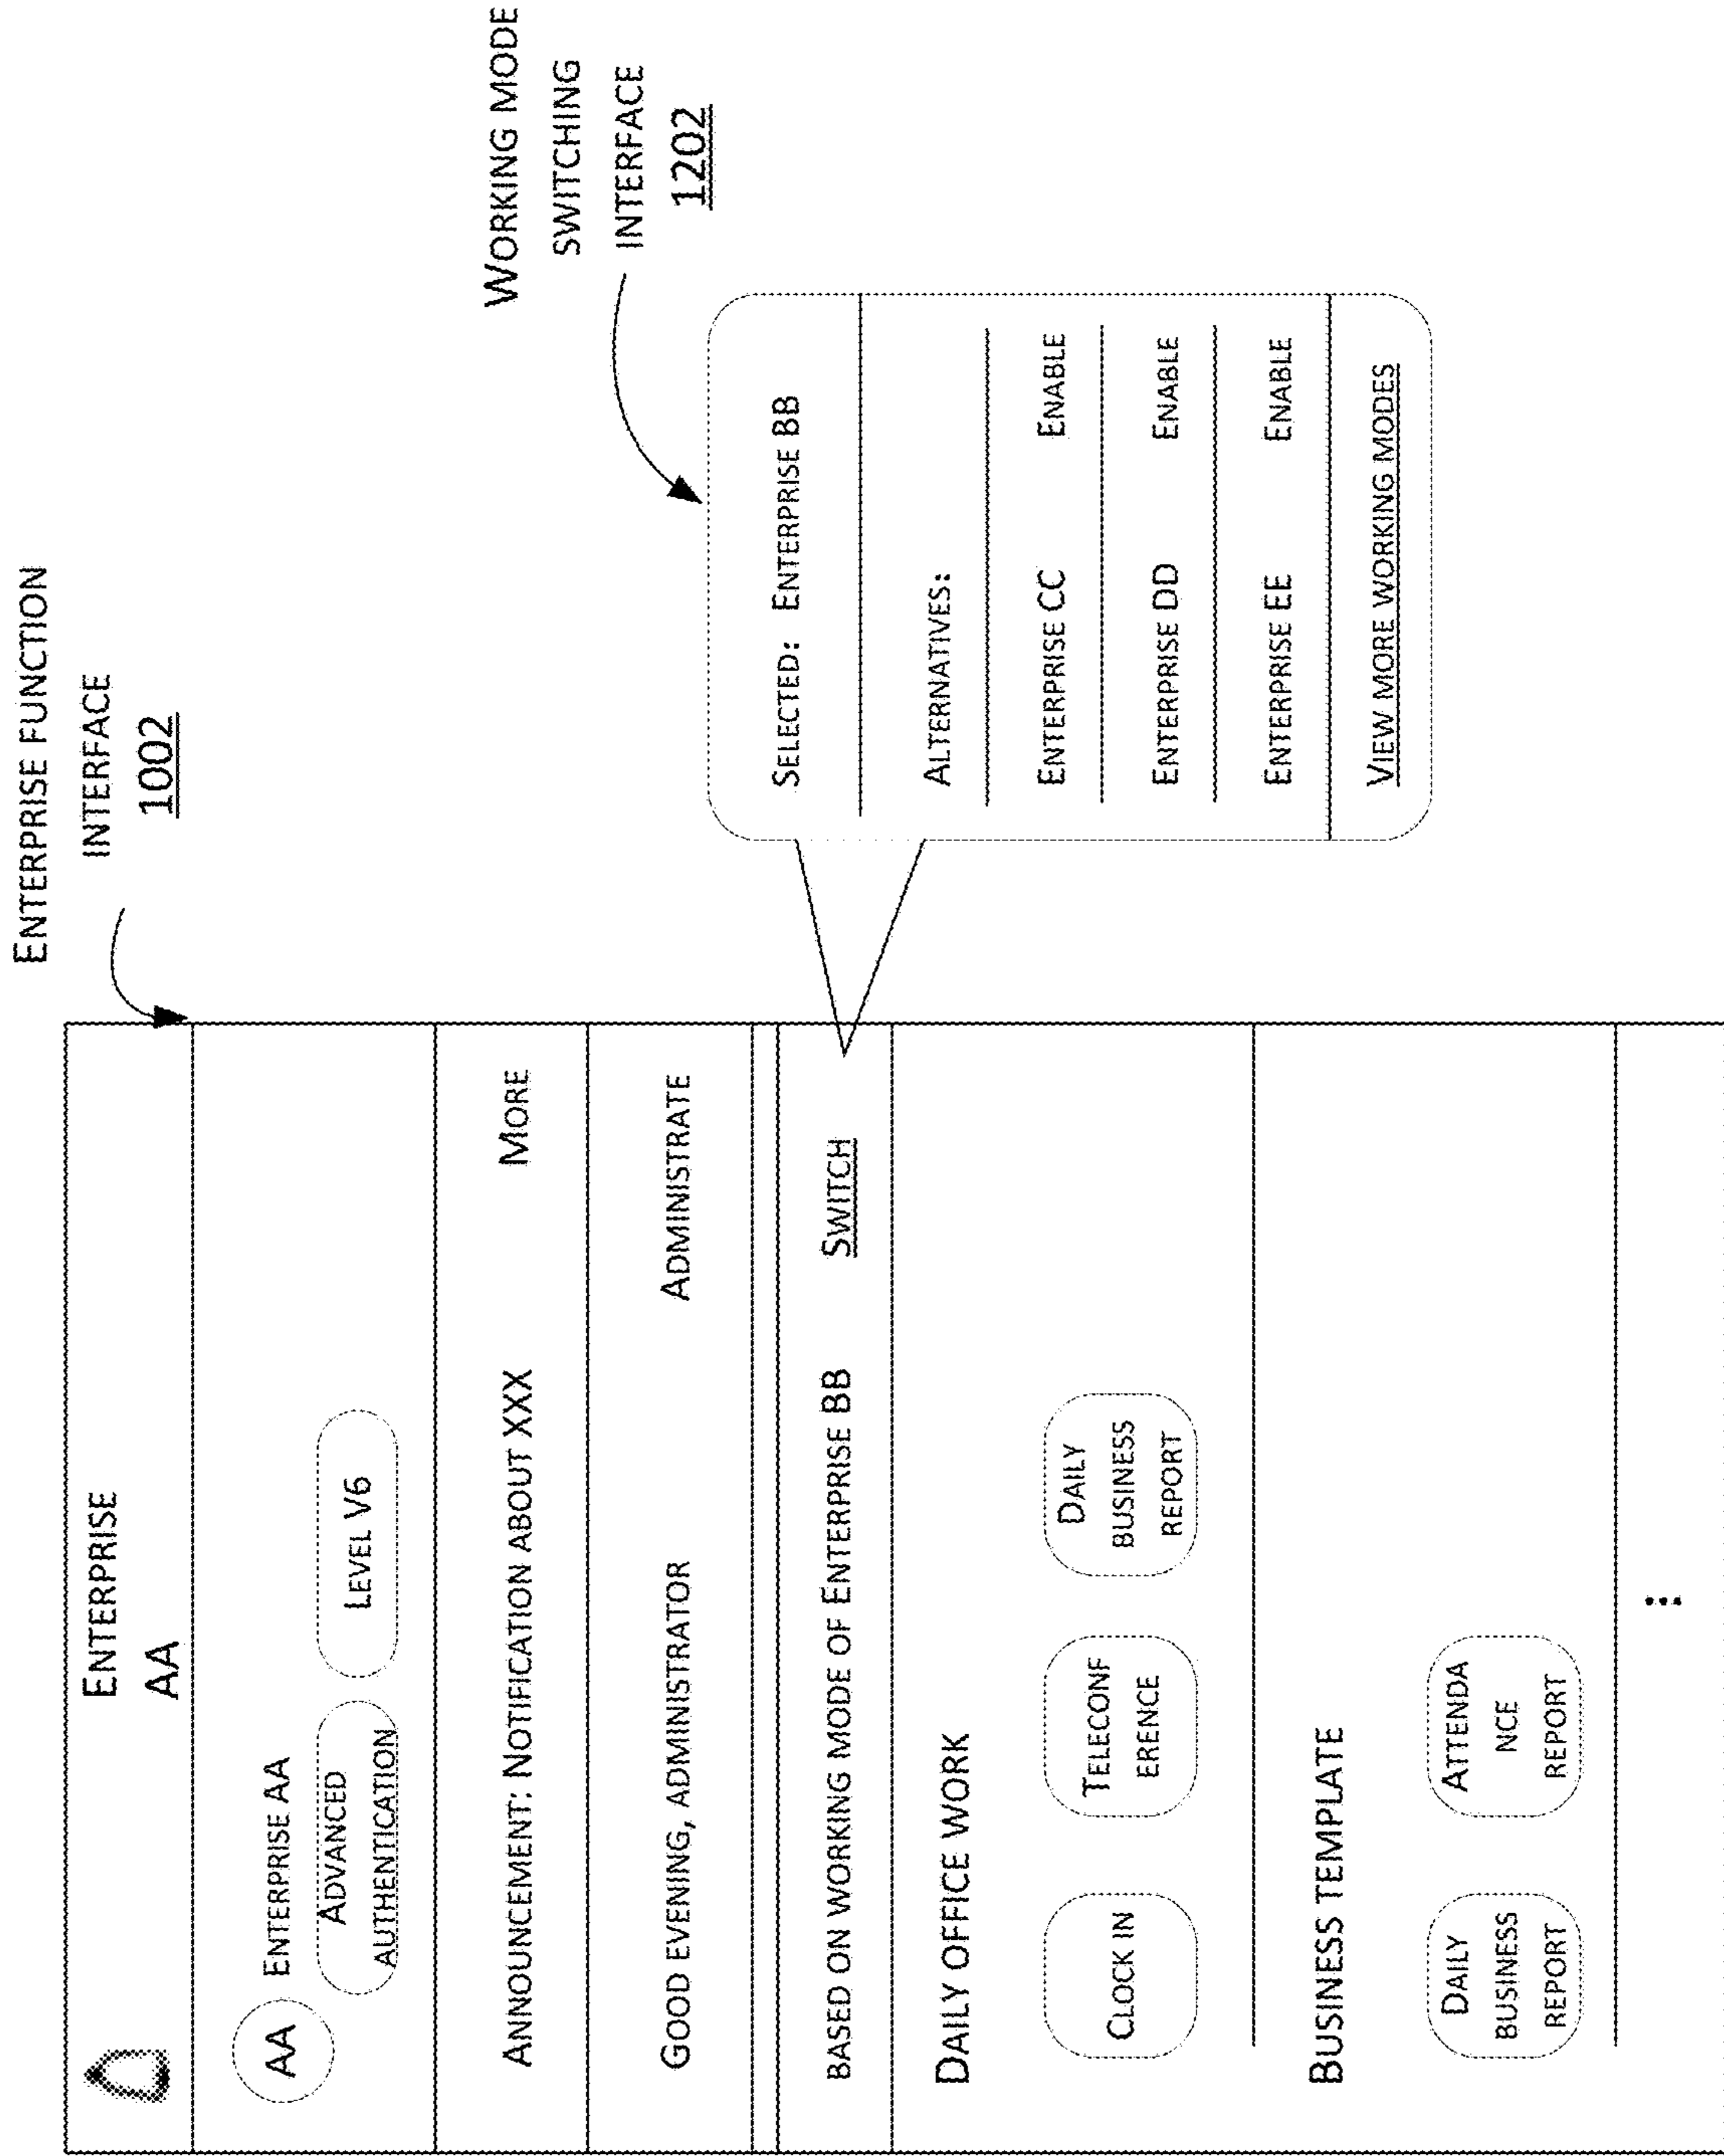 ENTERPRISE FUNCTION
INTERFACE
1002
ENTERPRISE
AA
AA
ENTERPRISE AA
ADVANCED
AUTHENTICATION
LEVEL V6
ANNOUNCEMENT: NOTIFICATION ABOUT XXX MORE
GOOD EVENING, ADMINISTRATOR ADMINISTRATE
BASED ON WORKING MODE OF ENTERPRISE BB SWITCH
DAILY OFFICE WORK
CLOCK IN
TELECONF
ERENCE
DAILY
BUSINESS
REPORT
BUSINESS TEMPLATE
DAILY
BUSINESS
REPORT
ATTENDA
NCE
REPORT
...
WORKING MODE
SWITCHING
INTERFACE
1202
SELECTED: ENTERPRISE BB
ALTERNATIVES:
ENTERPRISE CC ENABLE
ENTERPRISE DD ENABLE
ENTERPRISE EE ENABLE
VIEW MORE WORKING MODES